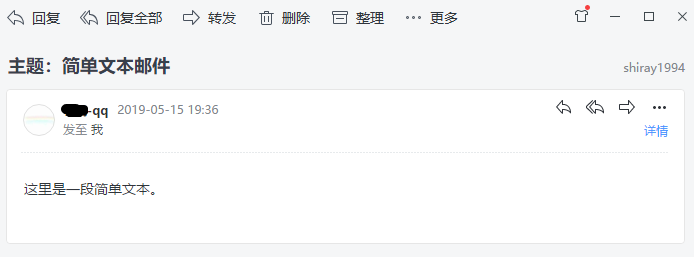 回复 回复全部 转发 删除 整理 更多
主题：简单文本邮件
shiray1994
-qq 2019-05-15 19:36
发至 我
详情
这里是一段简单文本。